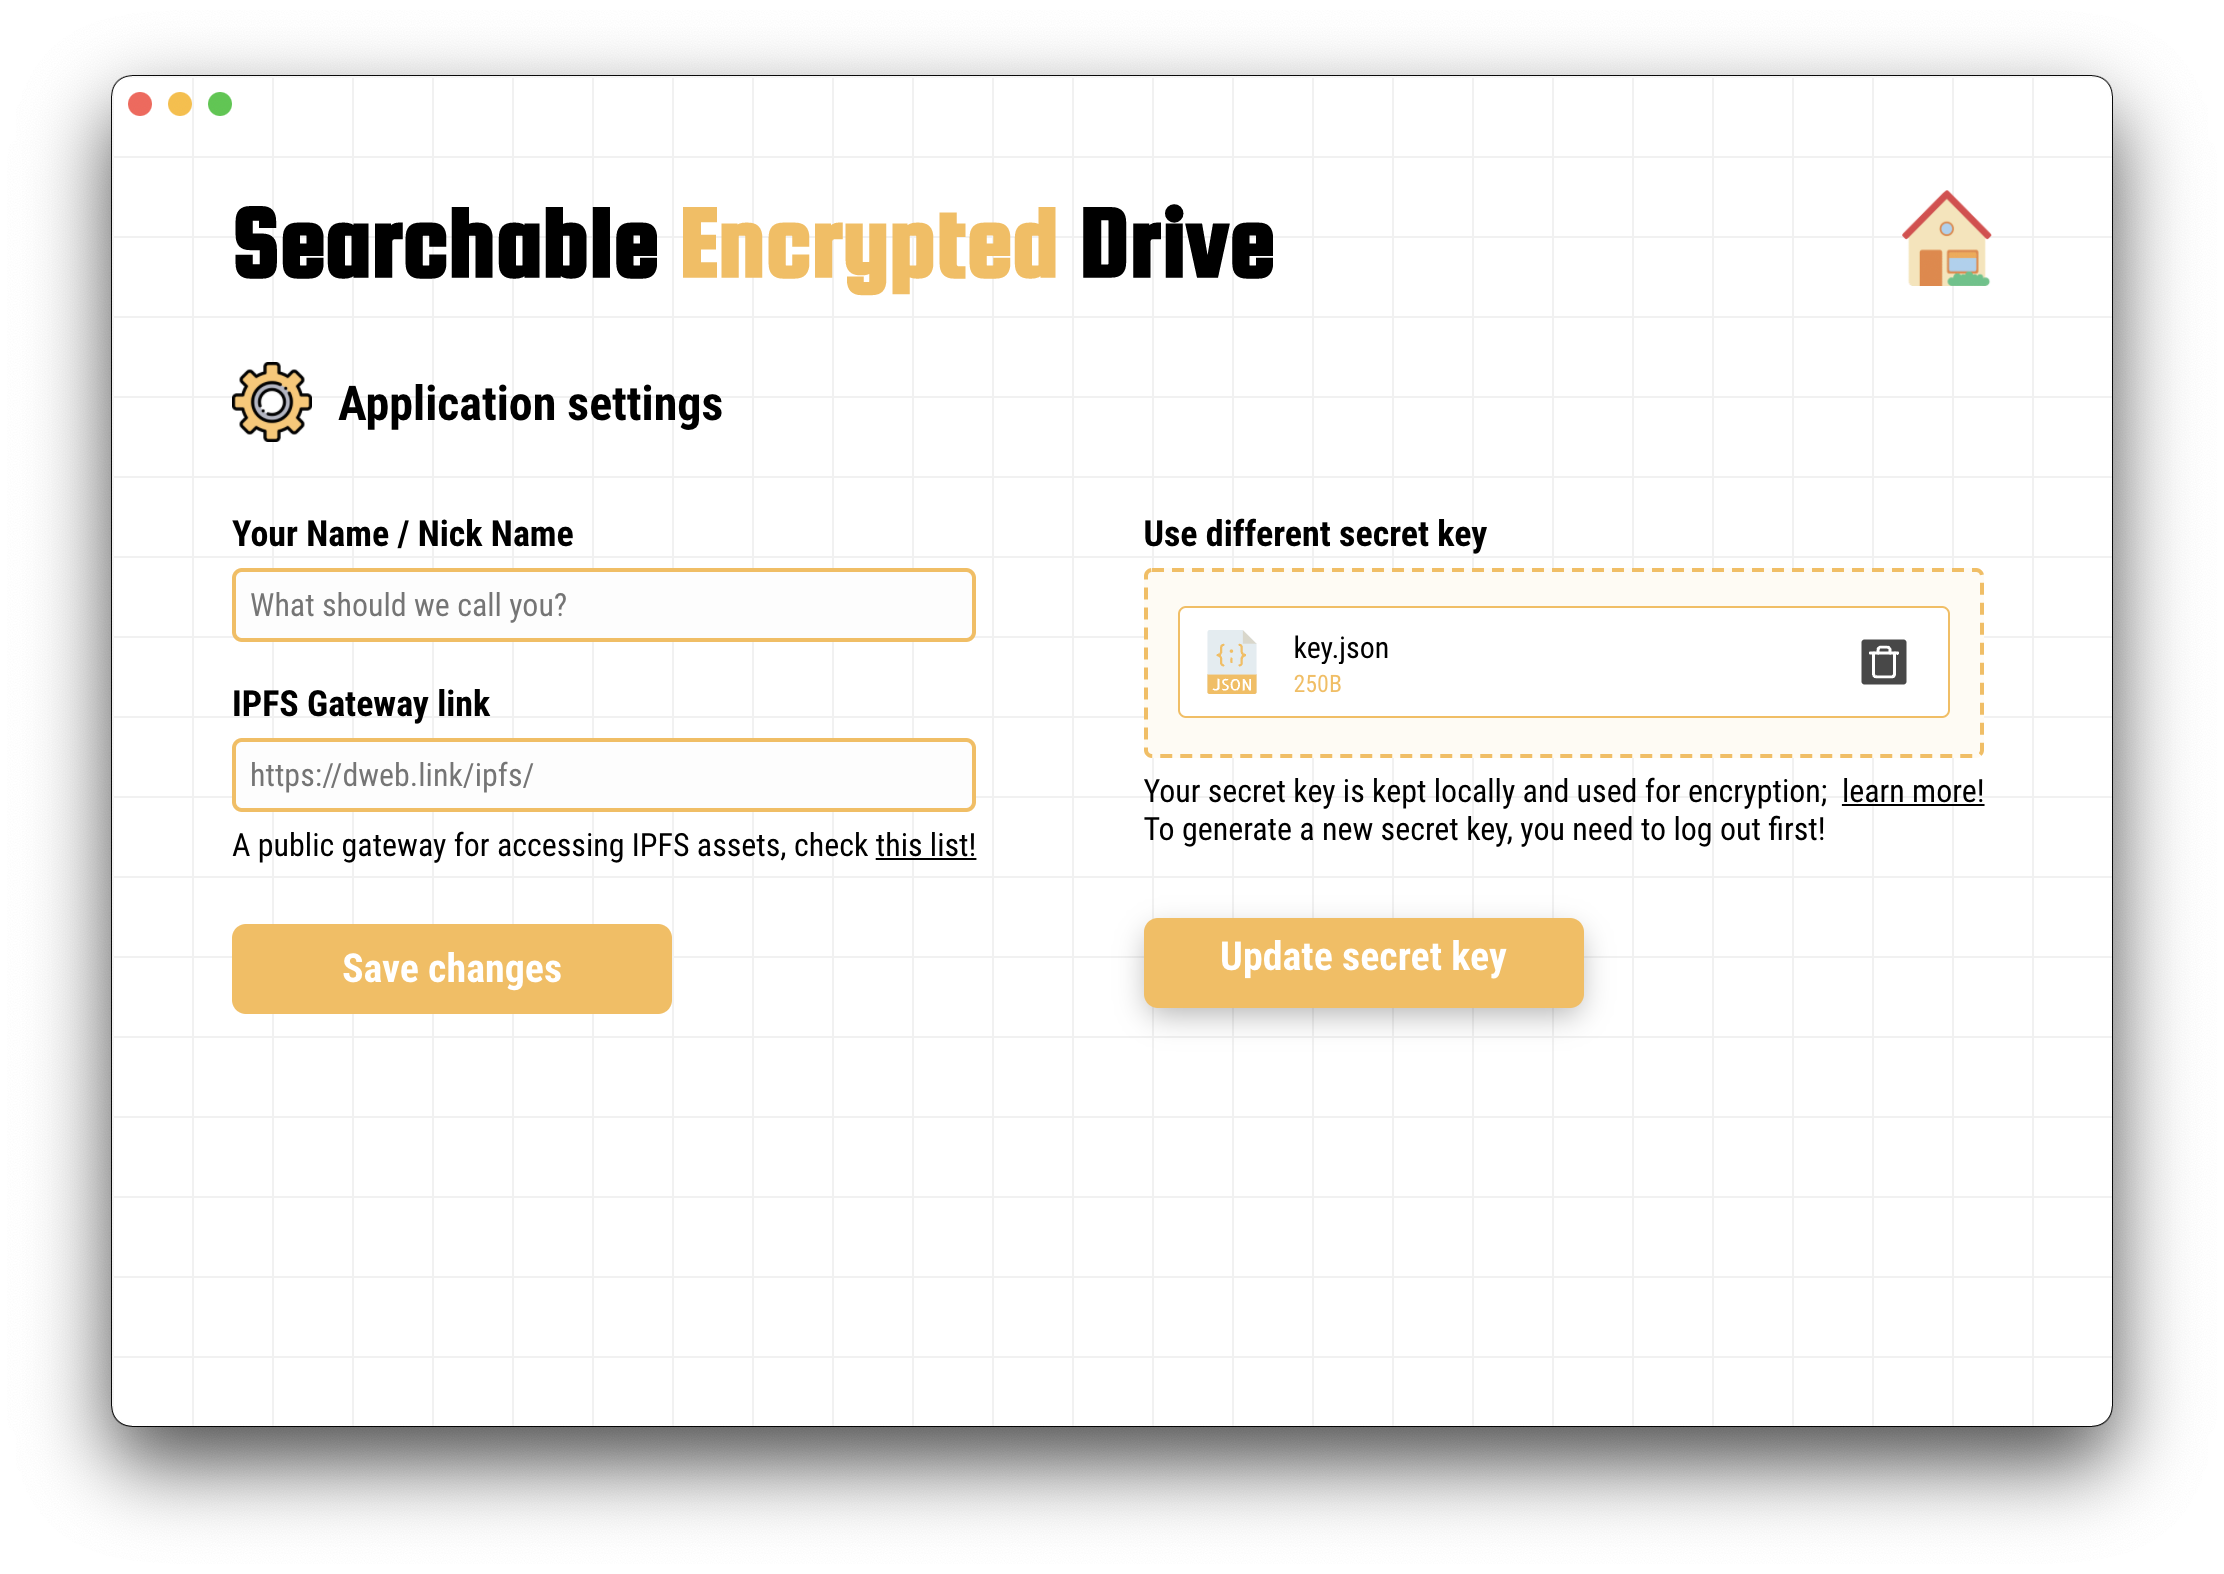 Searchable Encrypted Drive
Application settings
Your Name / Nick Name
What should we call you?
IPFS Gateway link
https://dweb.link/ipfs/
A public gateway for accessing IPFS assets, check this list!
Save changes
Use different secret key
{:}
JSON
key.json
250B
Your secret key is kept locally and used for encryption; learn more!
To generate a new secret key, you need to log out first!
Update secret key